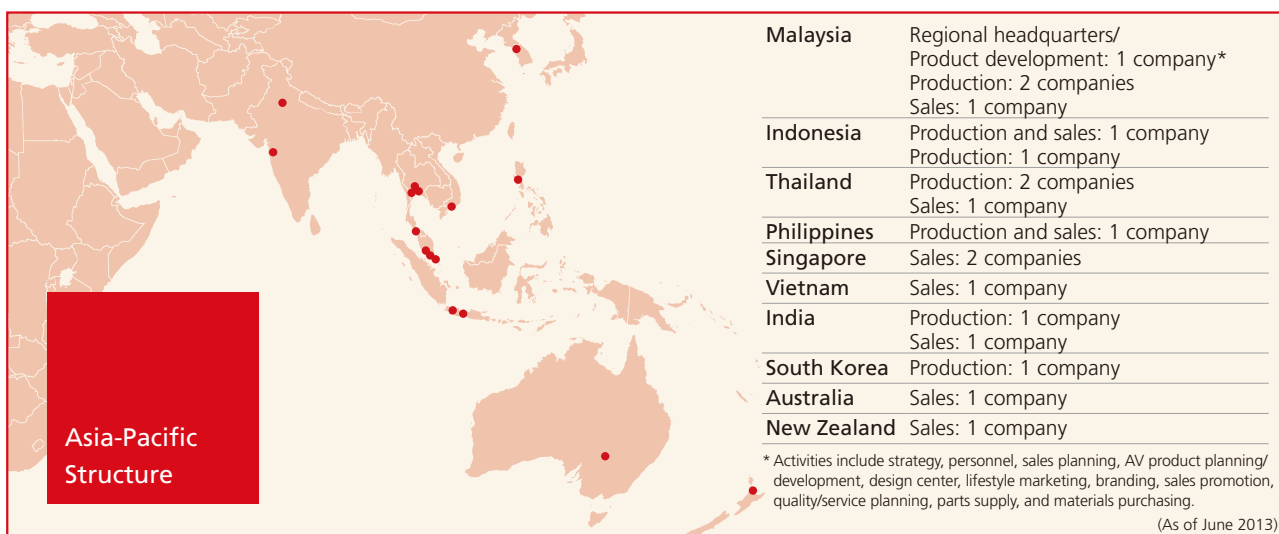 Asia-Pacific
Structure
Malaysia Regional headquarters/
Product development: 1 company*
Production: 2 companies
Sales: 1 company
Indonesia Production and sales: 1 company
Production: 1 company
Thailand Production: 2 companies
Sales: 1 company
Philippines Production and sales: 1 company
Singapore Sales: 2 companies
Vietnam Sales: 1 company
India Production: 1 company
Sales: 1 company
South Korea Production: 1 company
Australia Sales: 1 company
New Zealand Sales: 1 company
* Activities include strategy, personnel, sales planning, AV product planning/
development, design center, lifestyle marketing, branding, sales promotion,
quality/service planning, parts supply, and materials purchasing.
(As of June 2013)